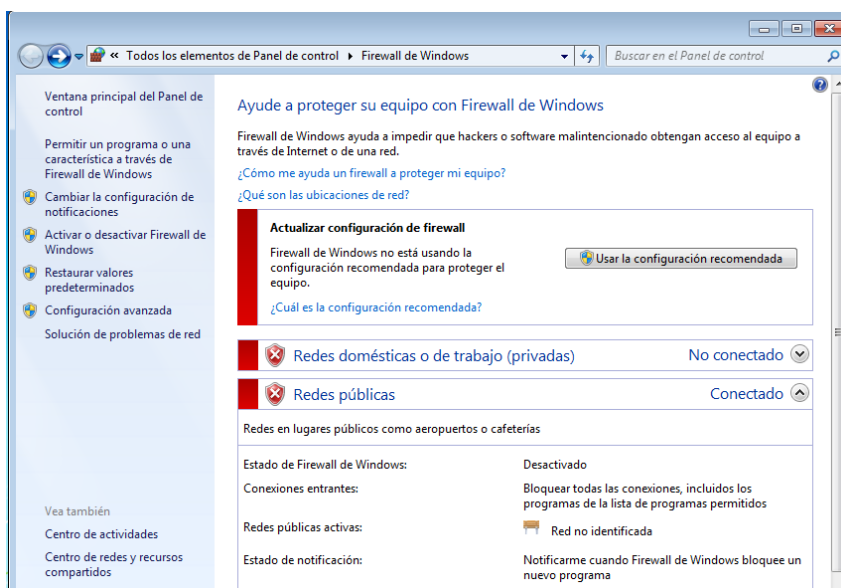 « Todos los elementos de Panel de control ▸ Firewall de Windows
Buscar en el Panel de control
Ventana principal del Panel de
control
Permitir un programa o una
característica a través de
Firewall de Windows
Cambiar la configuración de
notificaciones
Activar o desactivar Firewall de
Windows
Restaurar valores
predeterminados
Configuración avanzada
Solución de problemas de red
Vea también
Centro de actividades
Centro de redes y recursos
compartidos
Ayude a proteger su equipo con Firewall de Windows
Firewall de Windows ayuda a impedir que hackers o software malintencionado obtengan acceso al equipo a
través de Internet o de una red.
¿Cómo me ayuda un firewall a proteger mi equipo?
¿Qué son las ubicaciones de red?
Actualizar configuración de firewall
Firewall de Windows no está usando la
configuración recomendada para proteger el
equipo.
Usar la configuración recomendada
¿Cuál es la configuración recomendada?
Redes domésticas o de trabajo (privadas) No conectado
Redes públicas Conectado
Redes en lugares públicos como aeropuertos o cafeterías
Estado de Firewall de Windows: Desactivado
Conexiones entrantes: Bloquear todas las conexiones, incluidos los
programas de la lista de programas permitidos
Redes públicas activas: Red no identificada
Estado de notificación: Notificarme cuando Firewall de Windows bloquee un
nuevo programa